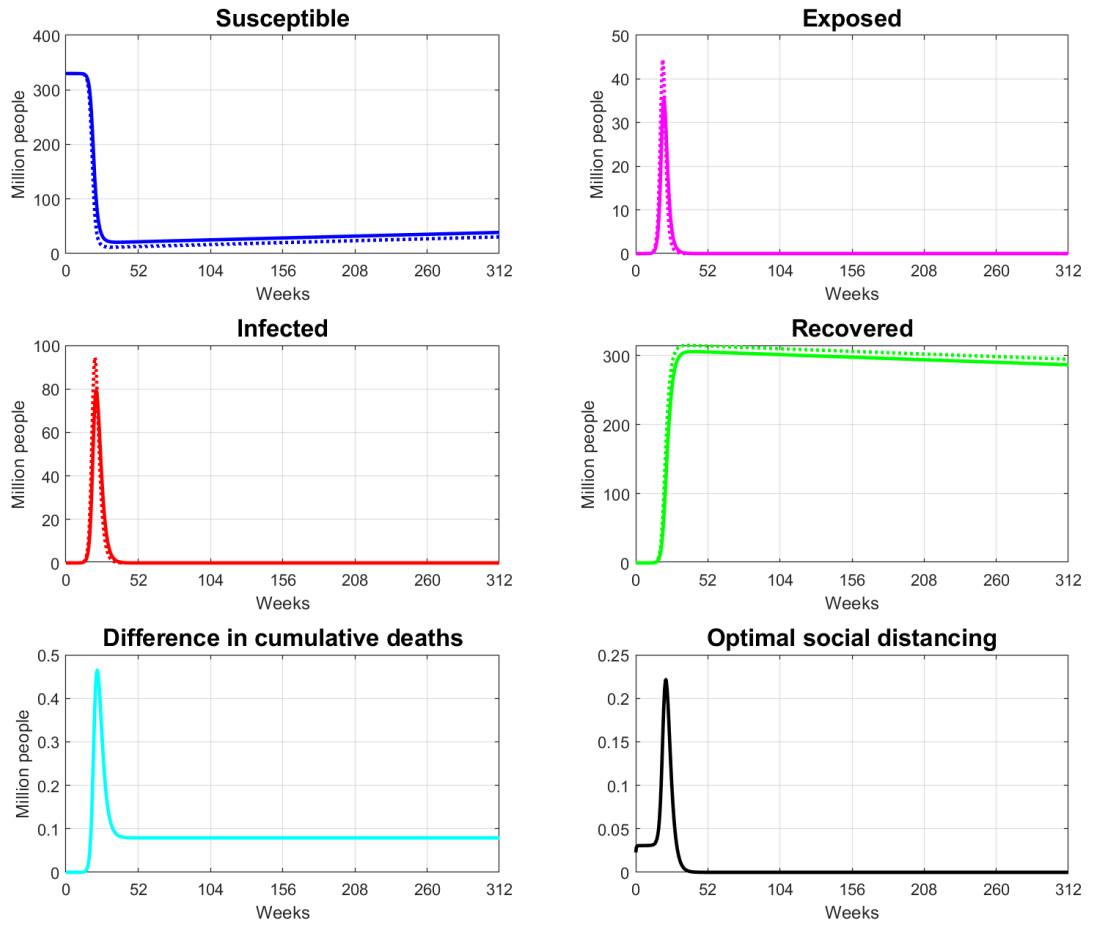 Susceptible
400
300
200
100
0
Million people
0 52 104 156 208 260 312
Weeks
Exposed
50
40
30
20
10
0
Million people
0 52 104 156 208 260 312
Weeks
Infected
100
80
60
40
20
0
Million people
0 52 104 156 208 260 312
Weeks
Recovered
300
200
100
0
Million people
0 52 104 156 208 260 312
Weeks
Difference in cumulative deaths
0.5
0.4
0.3
0.2
0.1
0
Million people
0 52 104 156 208 260 312
Weeks
Optimal social distancing
0.25
0.2
0.15
0.1
0.05
0
0 52 104 156 208 260 312
Weeks